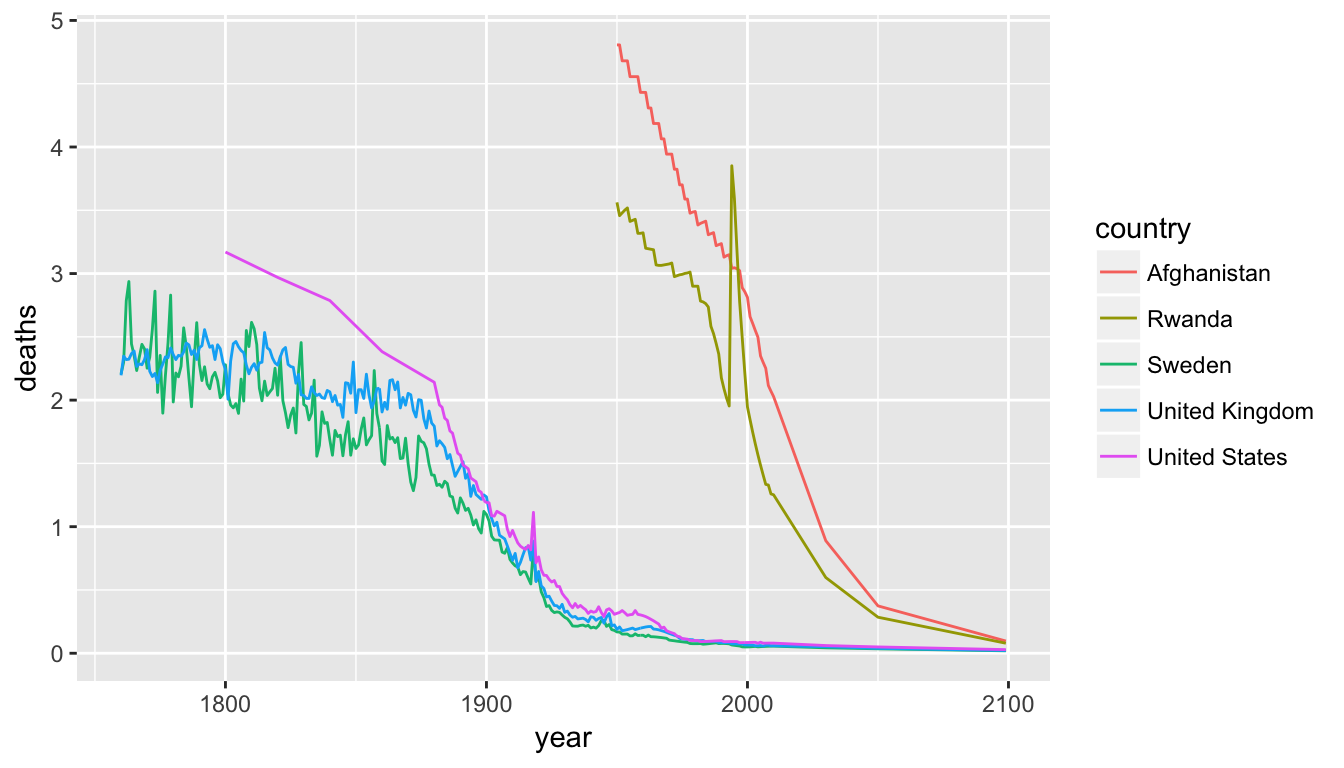 5
4
3
2
1
0
deaths
1800
1900
2000
2100
year
country
Afghanistan
Rwanda
Sweden
United Kingdom
United States